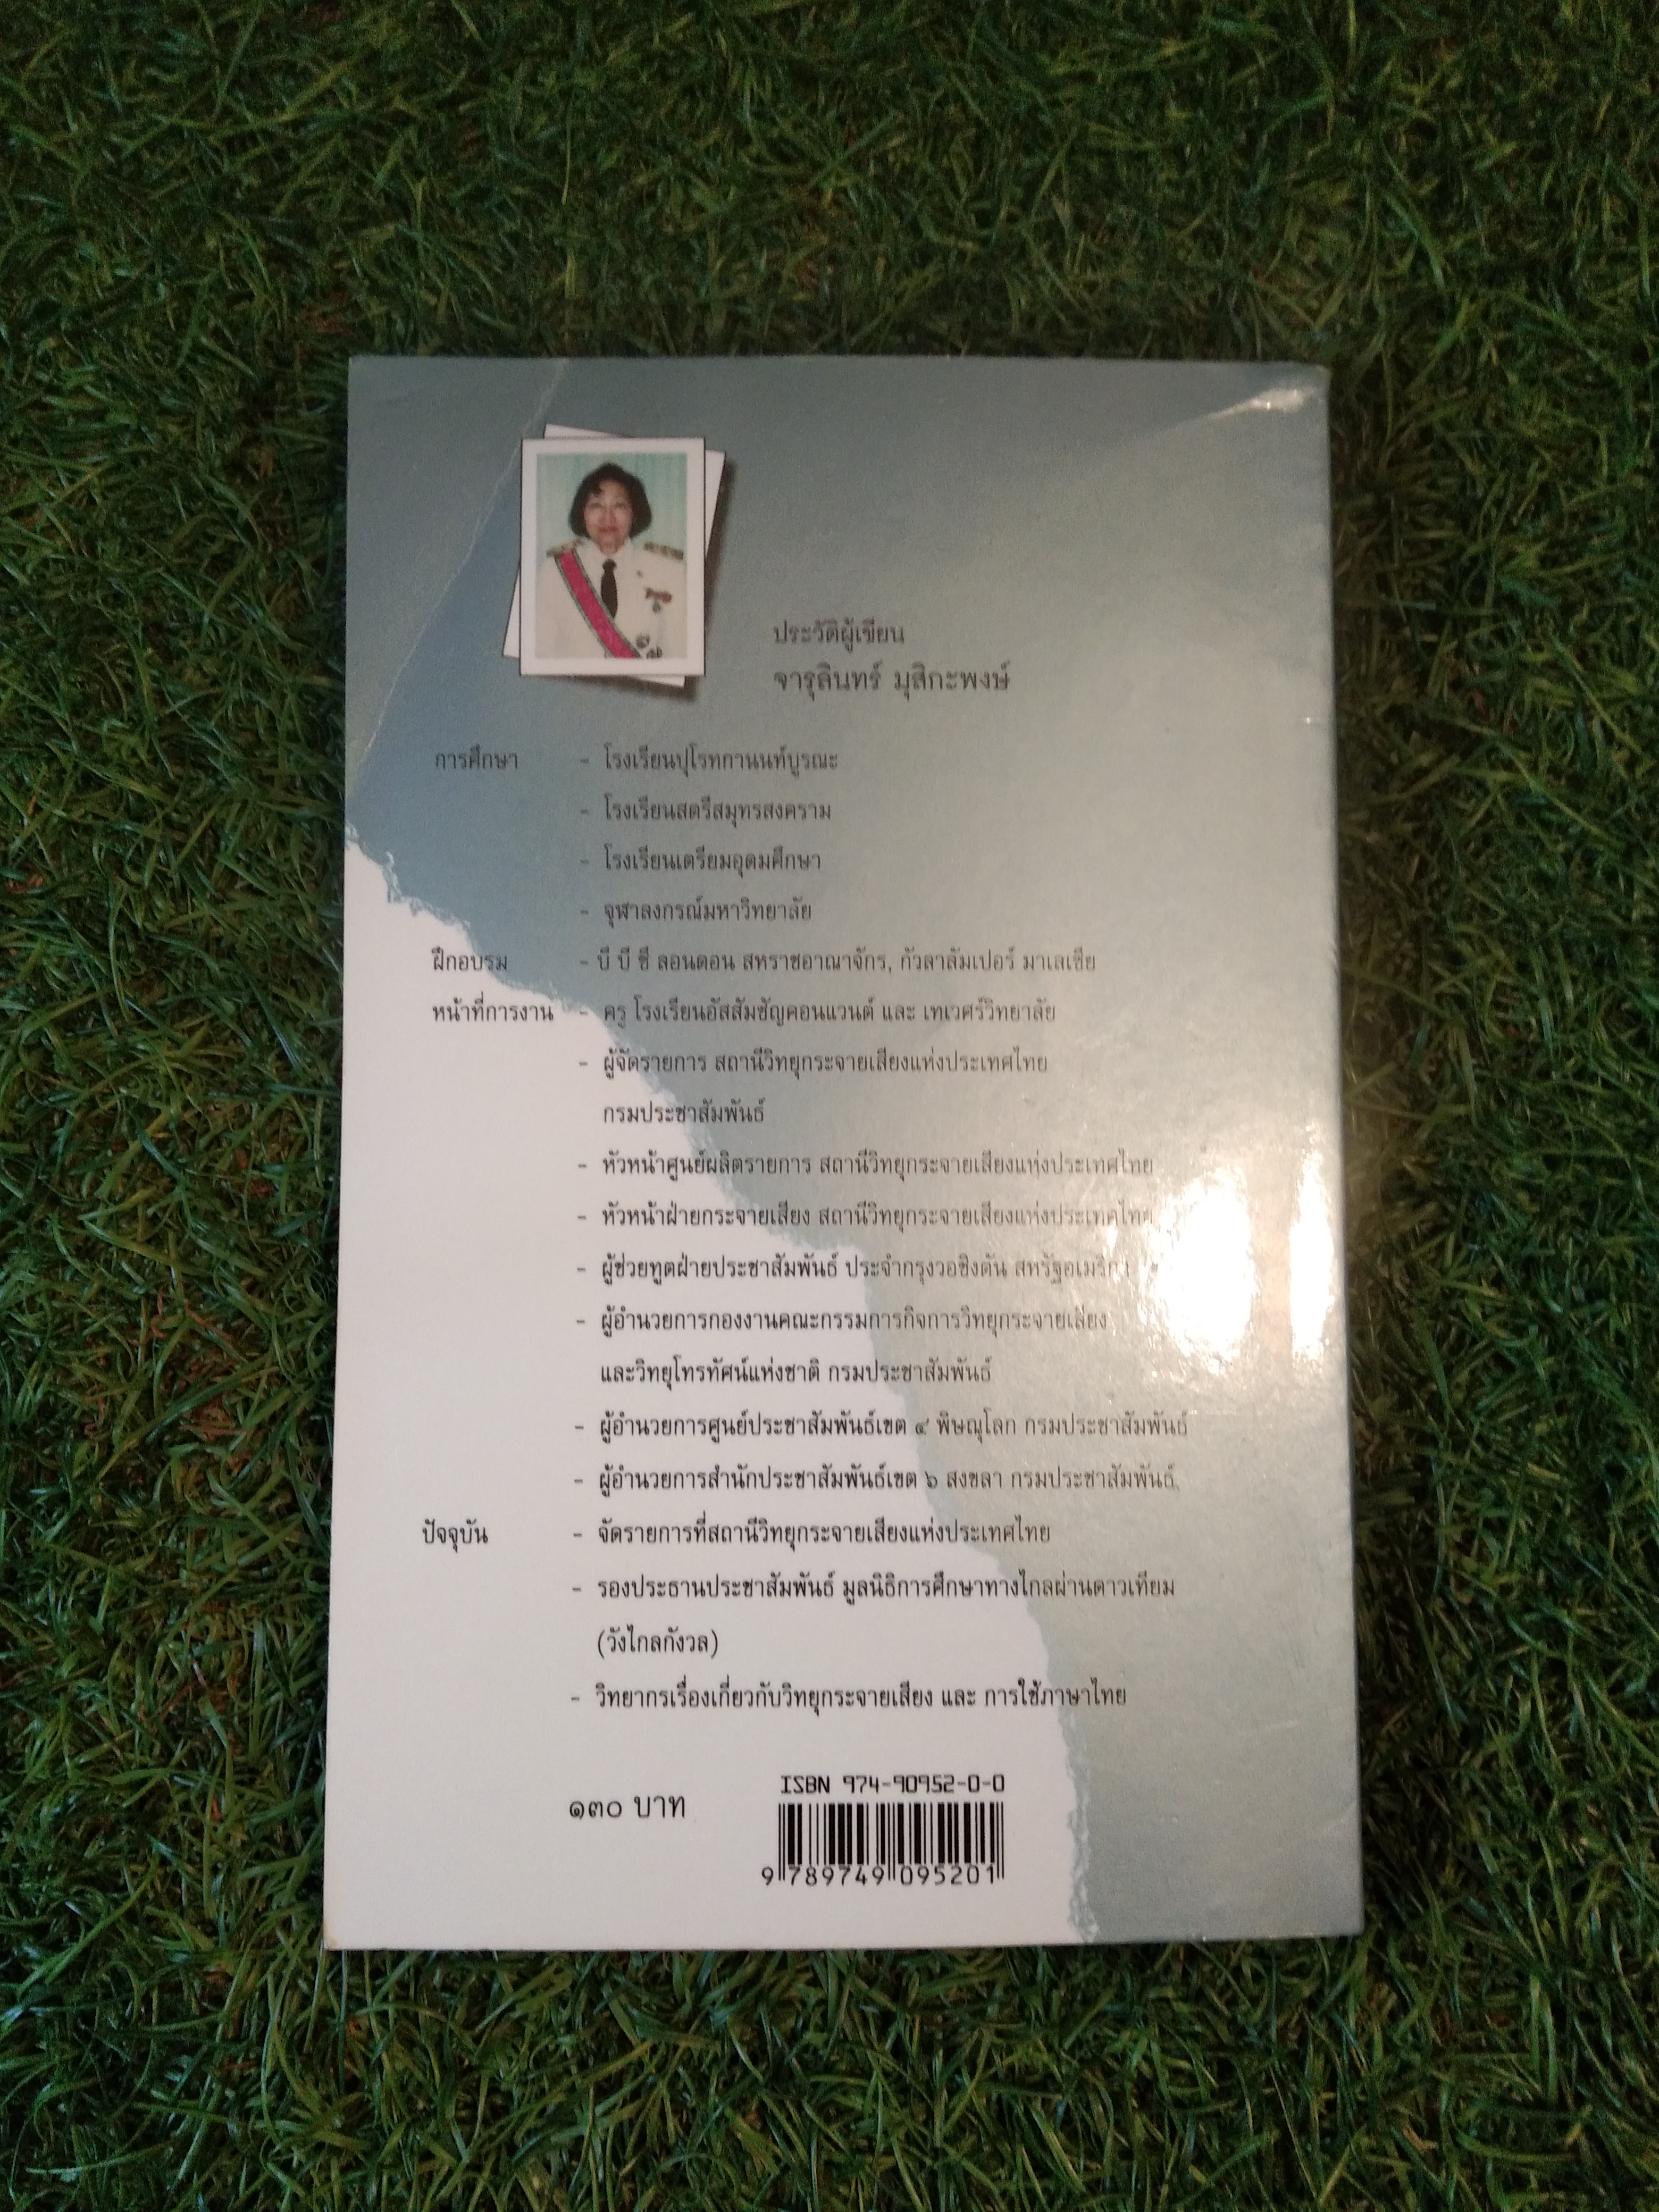 ประวัติผู้เขียน
จารุลินทร์ มุสิกะพงษ์
การศึกษา - โรงเรียนปุโรทกานนท์บูรณะ
- โรงเรียนสตรีสมุทรสงคราม
- โรงเรียนเตรียมอุดมศึกษา
- จุฬาลงกรณ์มหาวิทยาลัย
ฝึกอบรม - บี บี ซี ลอนดอน สหราชอาณาจักร, กัวลาลัมเปอร์ มาเลเซีย
หน้าที่การงาน - ครู โรงเรียนอัสสัมชัญคอนแวนต์ และ เทเวศร์วิทยาลัย
- ผู้จัดรายการ สถานีวิทยุกระจายเสียงแห่งประเทศไทย
กรมประชาสัมพันธ์
- หัวหน้าศูนย์ผลิตรายการ สถานีวิทยุกระจายเสียงแห่งประเทศไทย
- หัวหน้าฝ่ายกระจายเสียง สถานีวิทยุกระจายเสียงแห่งประเทศไทย
- ผู้ช่วยทูตฝ่ายประชาสัมพันธ์ ประจำกรุงวอชิงตัน สหรัฐอเมริกา
- ผู้อำนวยการกองงานคณะกรรมการกิจการวิทยุกระจายเสียง
และวิทยุโทรทัศน์แห่งชาติ กรมประชาสัมพันธ์
- ผู้อำนวยการศูนย์ประชาสัมพันธ์เขต ๔ พิษณุโลก กรมประชาสัมพันธ์
- ผู้อำนวยการสำนักประชาสัมพันธ์เขต ๖ สงขลา กรมประชาสัมพันธ์
ปัจจุบัน - จัดรายการที่สถานีวิทยุกระจายเสียงแห่งประเทศไทย
- รองประธานประชาสัมพันธ์ มูลนิธิการศึกษาทางไกลผ่านดาวเทียม
(วังไกลกังวล)
- วิทยากรเรื่องเกี่ยวกับวิทยุกระจายเสียง และ การใช้ภาษาไทย
๑๓๐ บาท
ISBN 974-90952-0-0
9 789749 095201